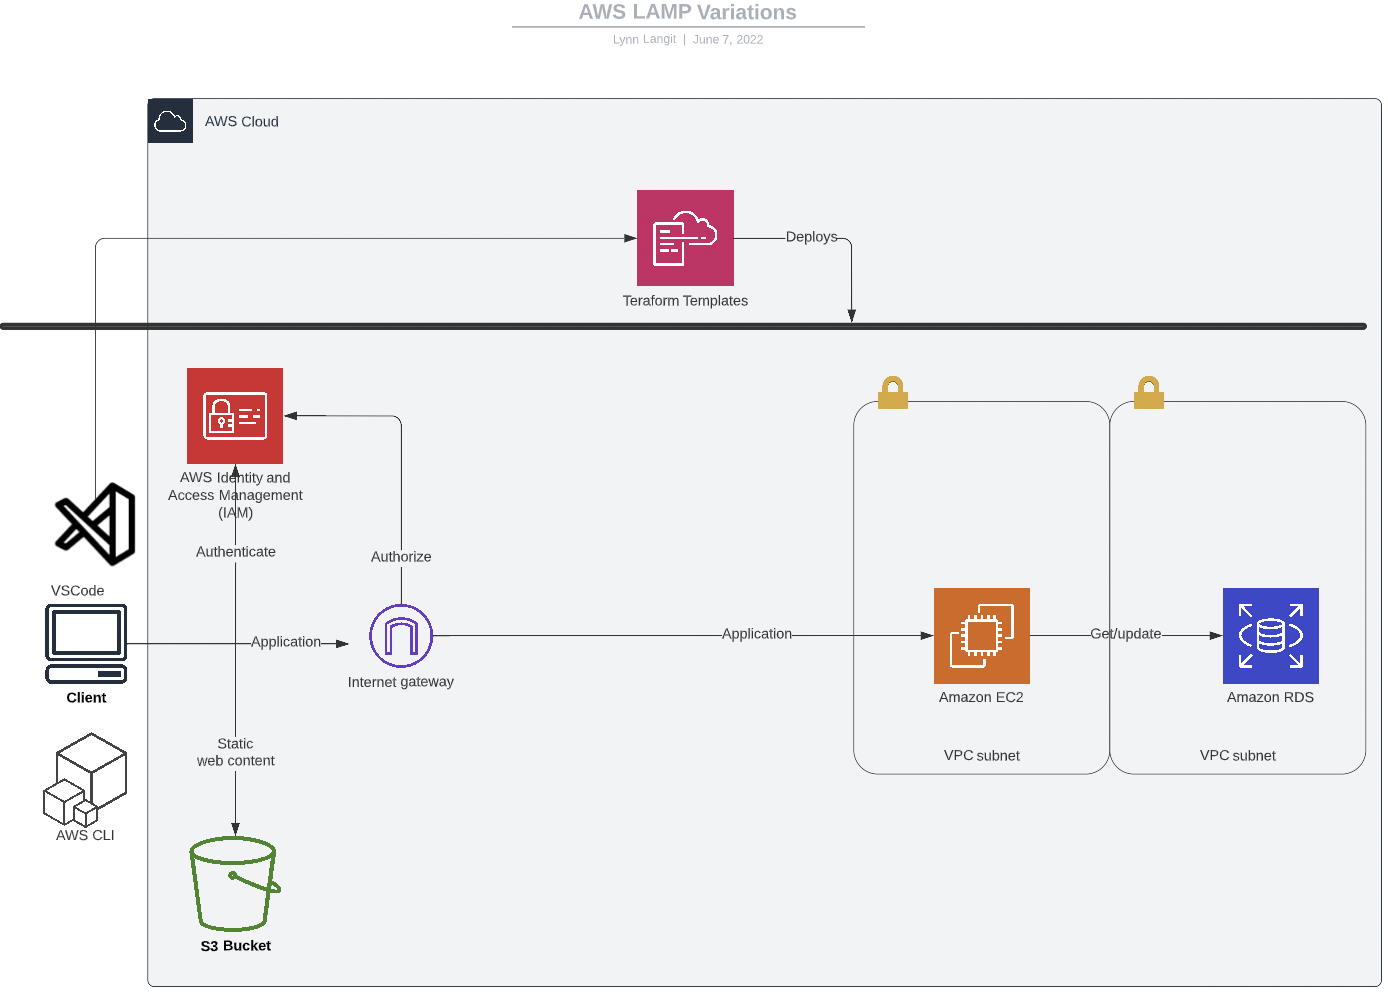 AWS LAMP Variations
Lynn Langit | June 7, 2022
AWS Cloud
Deploys
Teraform Templates
AWS Identity and
Access Management
(IAM)
Authenticate
Authorize
VSCode
Application
Application
Get/update
Internet gateway
Client
Amazon EC2
Amazon RDS
Static
web content
VPC subnet
VPC subnet
AWS CLI
S3 Bucket